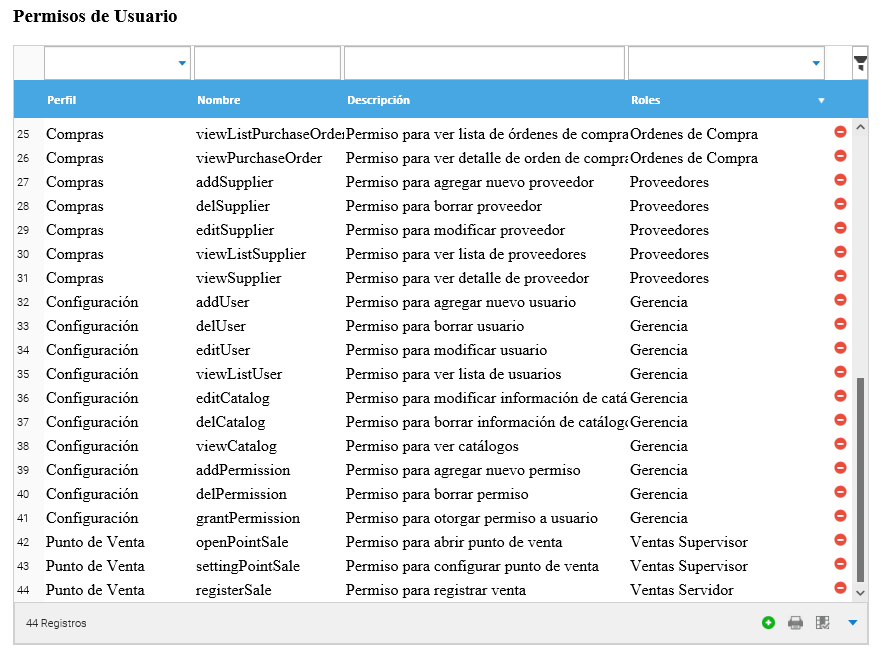 Permisos de Usuario
Perfil Nombre Descripción Roles
25 Compras viewListPurchaseOrder Permiso para ver lista de órdenes de compra Ordenes de Compra
26 Compras viewPurchaseOrder Permiso para ver detalle de orden de compra Ordenes de Compra
27 Compras addSupplier Permiso para agregar nuevo proveedor Proveedores
28 Compras delSupplier Permiso para borrar proveedor Proveedores
29 Compras editSupplier Permiso para modificar proveedor Proveedores
30 Compras viewListSupplier Permiso para ver lista de proveedores Proveedores
31 Compras viewSupplier Permiso para ver detalle de proveedor Proveedores
32 Configuración addUser Permiso para agregar nuevo usuario Gerencia
33 Configuración delUser Permiso para borrar usuario Gerencia
34 Configuración editUser Permiso para modificar usuario Gerencia
35 Configuración viewListUser Permiso para ver lista de usuarios Gerencia
36 Configuración editCatalog Permiso para modificar información de catá Gerencia
37 Configuración delCatalog Permiso para borrar información de catálogo Gerencia
38 Configuración viewCatalog Permiso para ver catálogos Gerencia
39 Configuración addPermission Permiso para agregar nuevo permiso Gerencia
40 Configuración delPermission Permiso para borrar permiso Gerencia
41 Configuración grantPermission Permiso para otorgar permiso a usuario Gerencia
42 Punto de Venta openPointSale Permiso para abrir punto de venta Ventas Supervisor
43 Punto de Venta settingPointSale Permiso para configurar punto de venta Ventas Supervisor
44 Punto de Venta registerSale Permiso para registrar venta Ventas Servidor
44 Registros